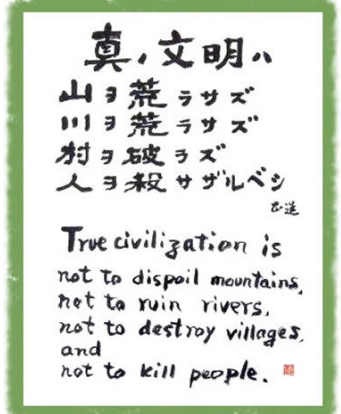 真ノ文明ハ
山ヲ荒ラサズ
川ヲ荒ラサズ
村ヲ破ラズ
人ヲ殺サザルベシ
正造
True civilization is
not to dispoil mountains,
not to ruin rivers,
not to destroy villages,
and
not to kill people.